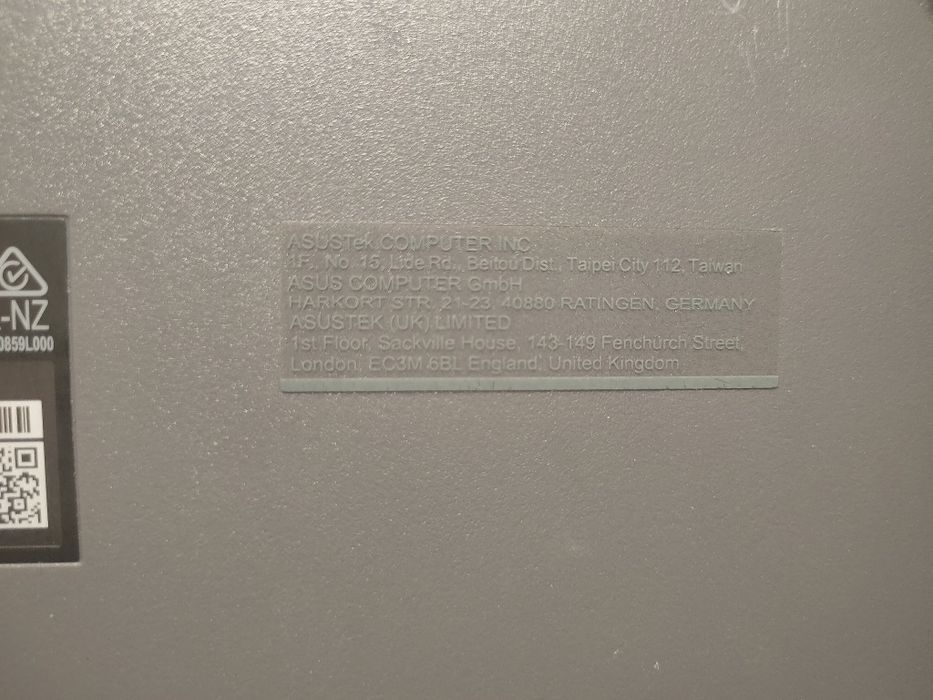 ASUSTek COMPUTER INC
1F., No. 15, Lide Rd., Beitou Dist., Taipei City 112, Taiwan
ASUS COMPUTER GmbH
HARKORT STR. 21-23, 40880 RATINGEN, GERMANY
ASUSTEK (UK) LIMITED
1st Floor, Sackville House, 143-149 Fenchurch Street,
London, EC3M 6BL England, United Kingdom
-NZ
0859L000